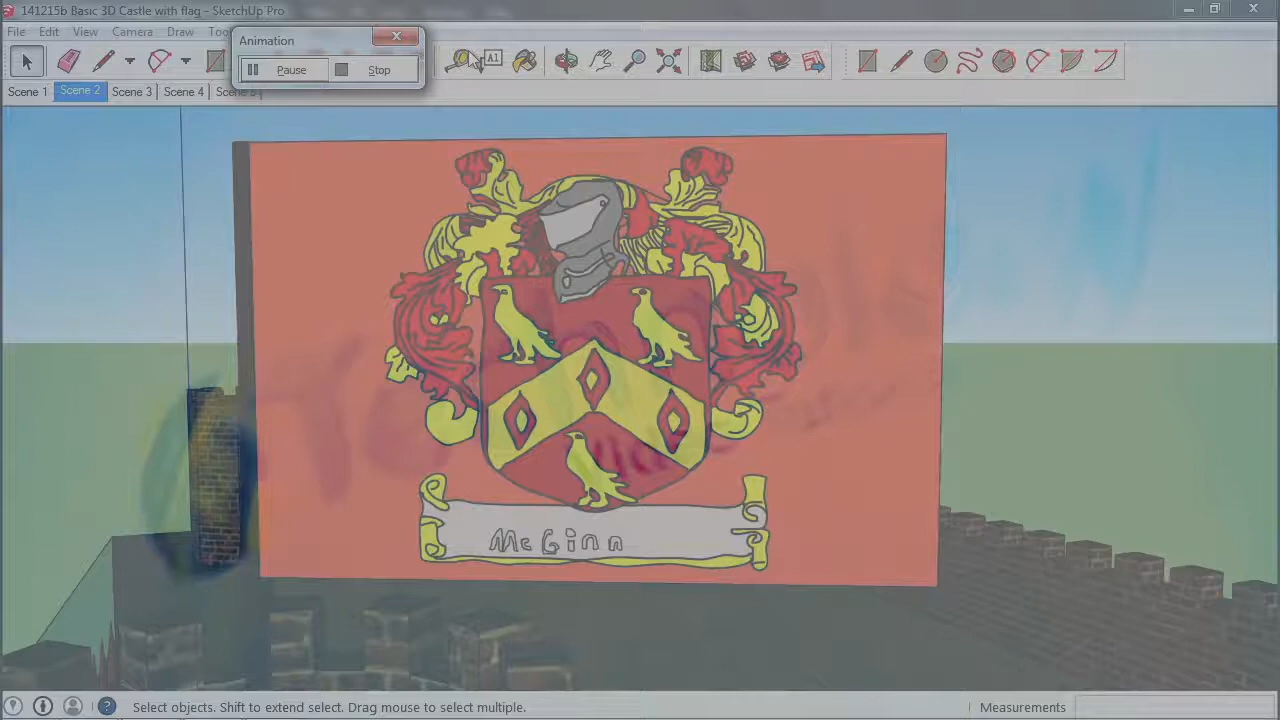 141215b Basic 3D Castle with flag - SketchUp Pro
File Edit View Camera Draw
Animation
Pause Stop
A1
Scene 1 Scene 2 Scene 3 Scene 4
McGinn
Select objects. Shift to extend select. Drag mouse to select multiple. Measurements